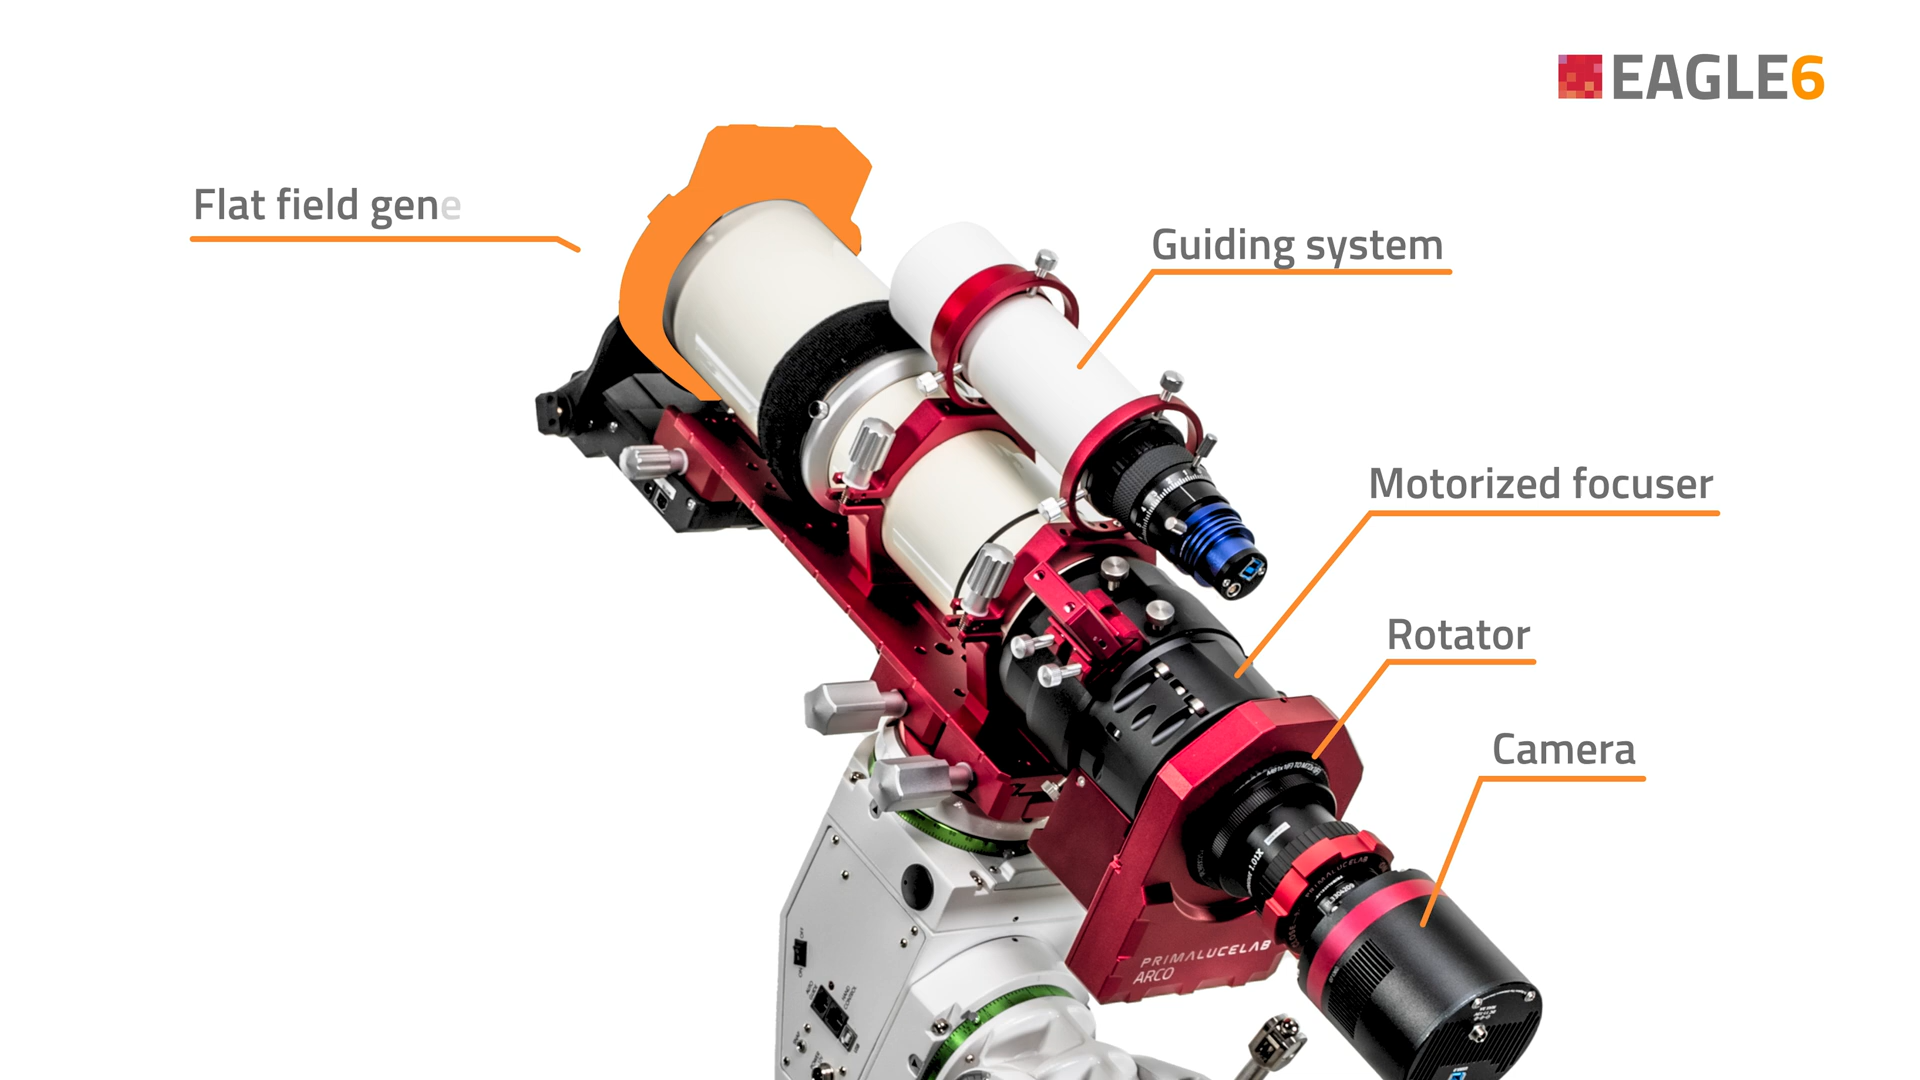 EAGLE6
Flat field gene
Guiding system
Motorized focuser
Rotator
Camera
PRIMALUCELAB
ARCO